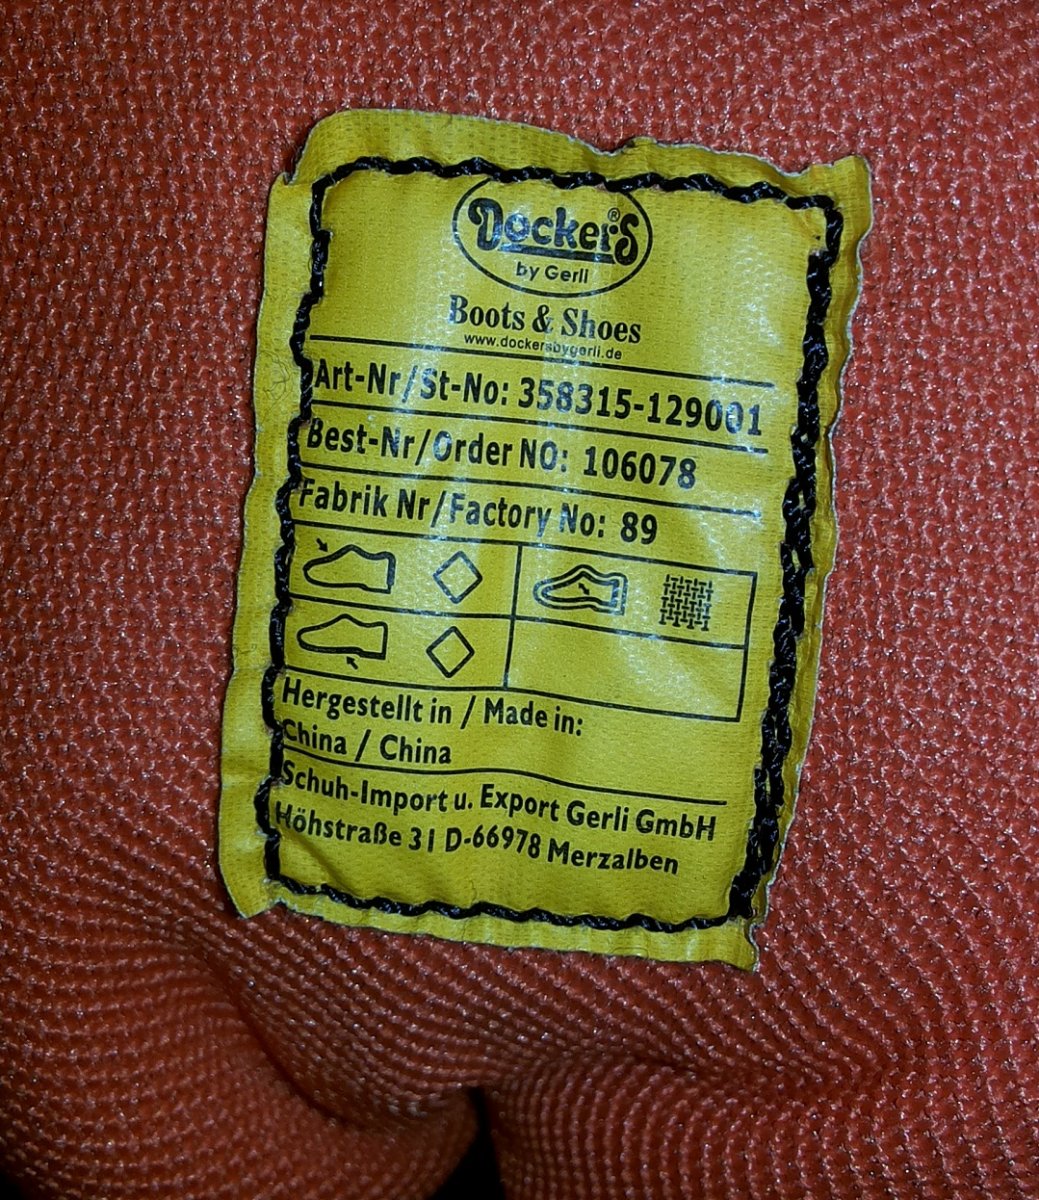 Dockers®
by Gerli
Boots & Shoes
www.dockersbygerli.de
Art-Nr/St-No: 358315-129001
Best-Nr/Order NO: 106078
Fabrik Nr/Factory No: 89
Hergestellt in / Made in:
China / China
Schuh-Import u. Export Gerli GmbH
Höhstraße 31 D-66978 Merzalben